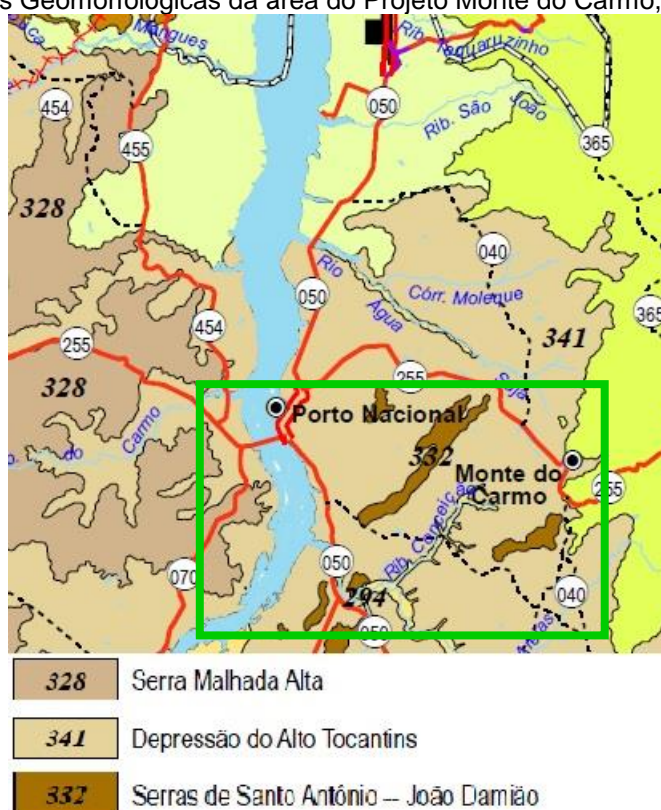 s Geomorfológicas da área do Projeto Monte do Carmo,
Mangues
Rib. Taquaruzinho
454
050
Rib. São João
455
365
328
040
Rio Água Suja
Córr. Moleque
050
454
365
341
255
255
328
Porto Nacional
do Carmo
332
Monte do
Carmo
255
Rib. Conceição
050
070
294
040
050
328 Serra Malhada Alta
341 Depressão do Alto Tocantins
332 Serras de Santo Antônio – João Damião